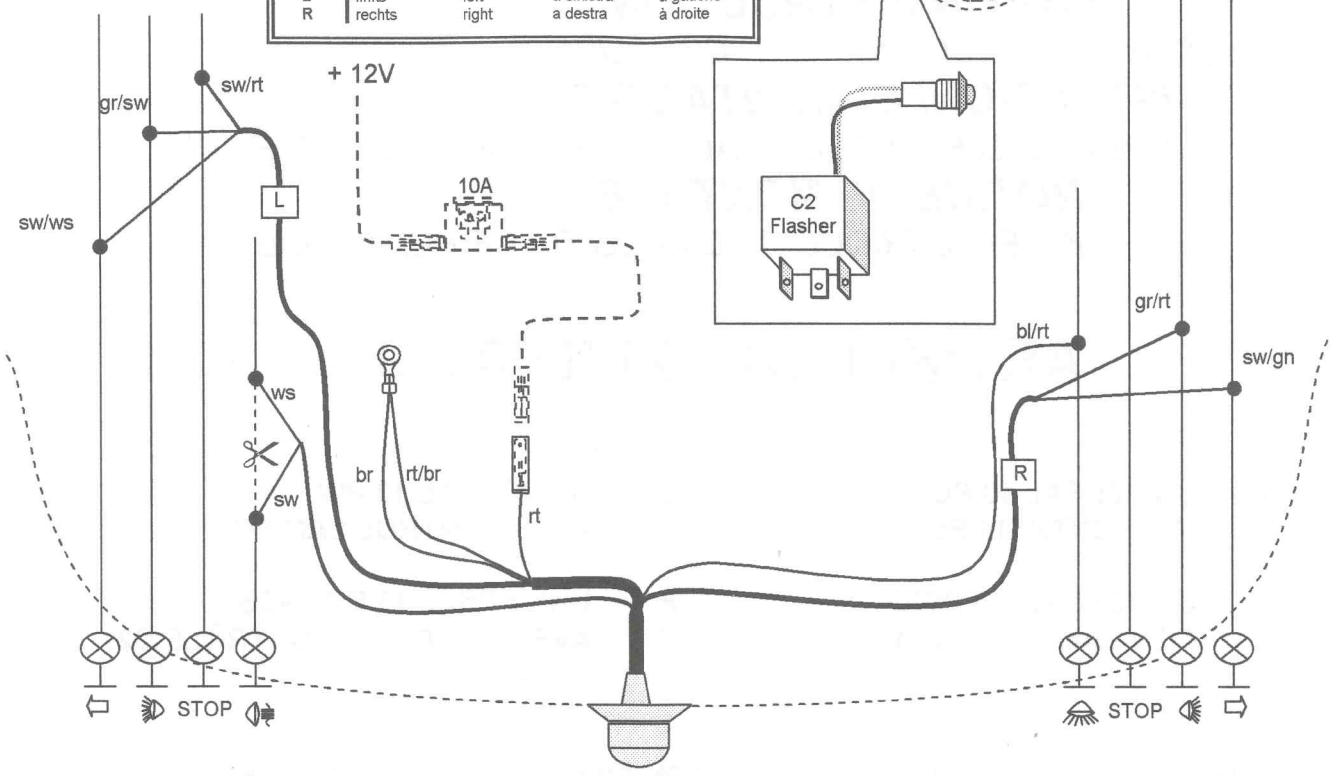 R rechts right a destra à droite
+ 12V
sw/rt
gr/sw
10A
L
C2
Flasher
sw/ws
gr/rt
bl/rt
sw/gn
ws
br
rt/br
R
sw
rt
STOP
STOP